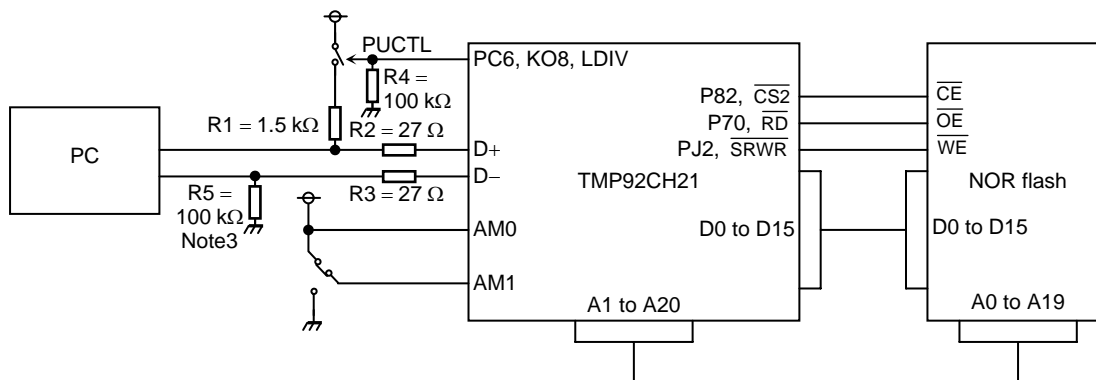 PUCTL
PC6, KO8, LDIV
R4 =
100 kΩ
R1 = 1.5 kΩ
R2 = 27 Ω
PC
D+
D−
R3 = 27 Ω
R5 =
100 kΩ
Note3
AM0
AM1
P82, CS2
P70, RD
PJ2, SRWR
TMP92CH21
D0 to D15
A1 to A20
CE
OE
WE
NOR flash
D0 to D15
A0 to A19